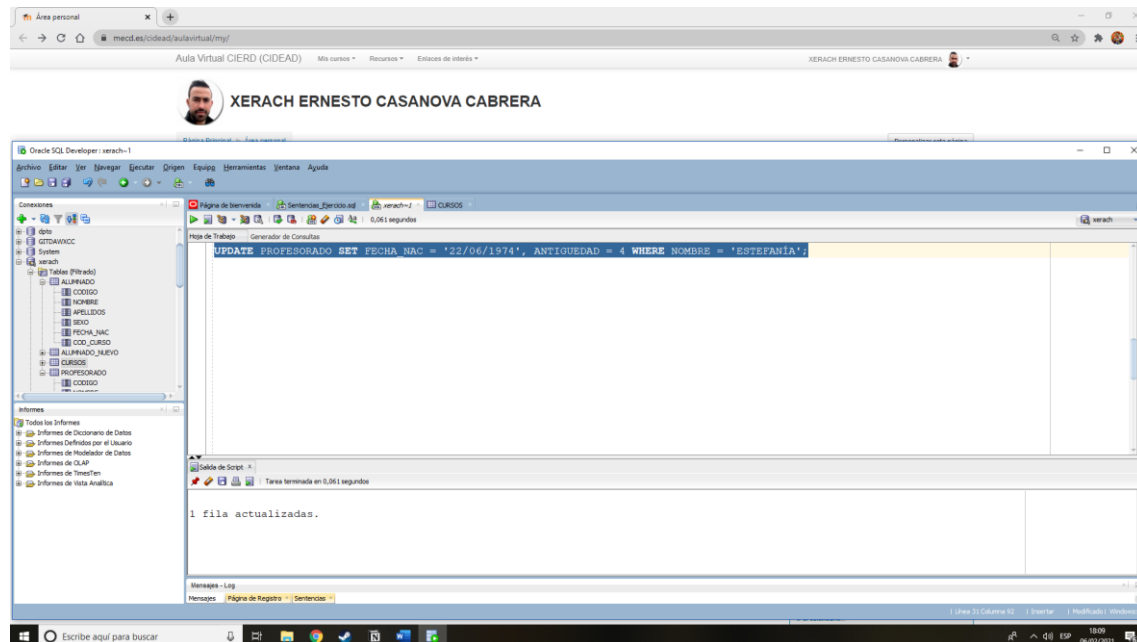 Área personal
mecd.es/cidead/aulavirtual/my/
Aula Virtual CIERD (CIDEAD) Mis cursos Recursos Enlaces de interés XERACH ERNESTO CASANOVA CABRERA
XERACH ERNESTO CASANOVA CABRERA
Oracle SQL Developer : xerach~1
Archivo Editar Ver Navegar Ejecutar Origen Equipo Herramientas Ventana Ayuda
Conexiones
Página de bienvenida Sentencias_Ejercicio.sql xerach~1 CURSOS
0,061 segundos xerach
Hoja de Trabajo Generador de Consultas
UPDATE PROFESORADO SET FECHA_NAC = '22/06/1974', ANTIGUEDAD = 4 WHERE NOMBRE = 'ESTEFANÍA';
dpto
GITDAWXCC
System
xerach
Tablas (Filtrado)
ALUMNADO
CODIGO
NOMBRE
APELLIDOS
SEXO
FECHA_NAC
COD_CURSO
ALUMNADO_NUEVO
CURSOS
PROFESORADO
CODIGO
Informes
Todos los Informes
Informes de Diccionario de Datos
Informes Definidos por el Usuario
Informes de Modelador de Datos
Informes de OLAP
Informes de TimesTen
Informes de Vista Analítica
Salida de Script
Tarea terminada en 0,061 segundos
1 fila actualizadas.
Mensajes - Log
Mensajes Página de Registro Sentencias
Línea 31 Columna 92 Insertar Modificado Windows
Escribe aquí para buscar
ESP 18:09
06/02/2021